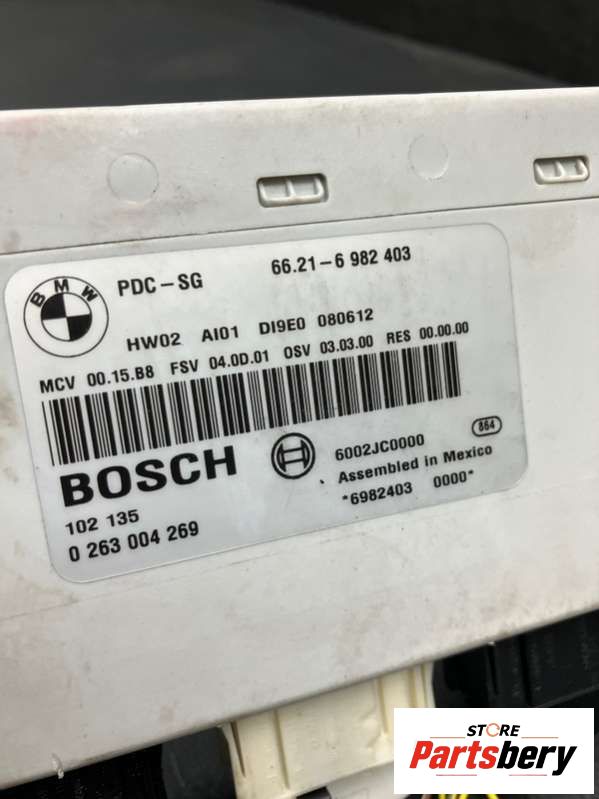 BMW
PDC-SG 66.21-6 982 403
HW02 AI01 DI9E0 080612
MCV 00.15.B8 FSV 04.0D.01 OSV 03.03.00 RES 00.00.00
BOSCH
6002JC0000 864
Assembled in Mexico
*6982403 0000*
102 135
0 263 004 269
STORE
Partsbery